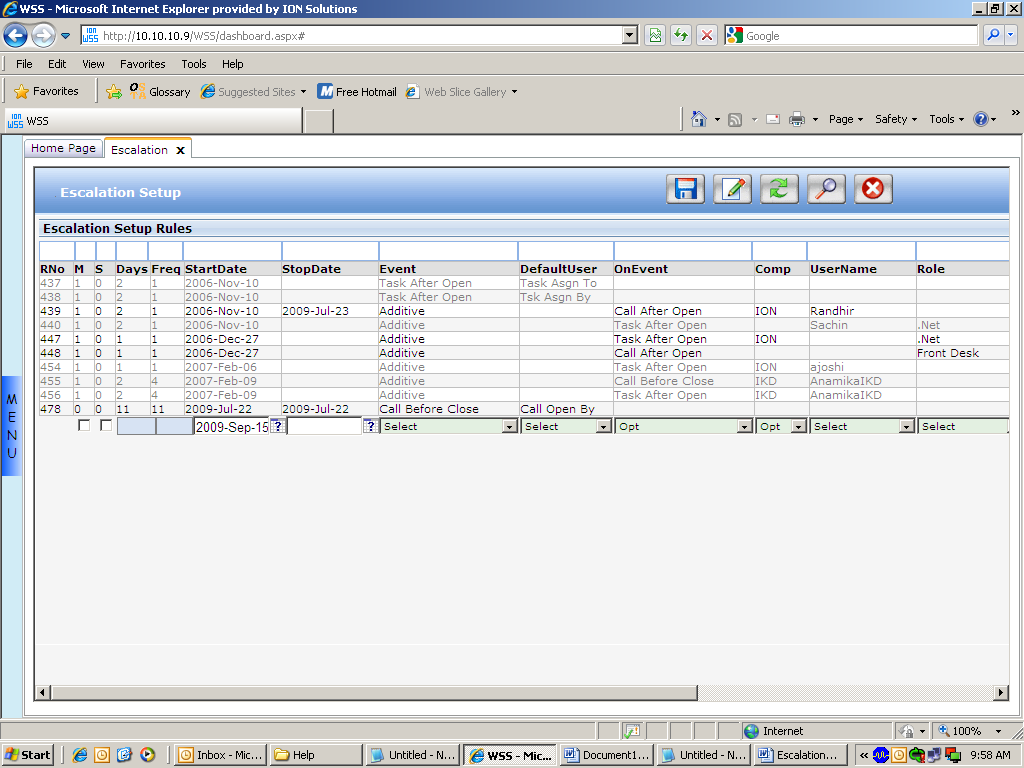 WSS - Microsoft Internet Explorer provided by ION Solutions
ION WSS http://10.10.10.9/WSS/dashboard.aspx# Google
File Edit View Favorites Tools Help
Favorites Glossary Suggested Sites Free Hotmail Web Slice Gallery
ION WSS WSS Page Safety Tools
Home Page Escalation x
Escalation Setup
Escalation Setup Rules
RNo M S Days Freq StartDate StopDate Event DefaultUser OnEvent Comp UserName Role
437 1 0 2 1 2006-Nov-10 Task After Open Task Asgn To
438 1 0 2 1 2006-Nov-10 Task After Open Tsk Asgn By
439 1 0 2 1 2006-Nov-10 2009-Jul-23 Additive Call After Open ION Randhir
440 1 0 2 1 2006-Nov-10 Additive Task After Open Sachin .Net
447 1 0 1 1 2006-Dec-27 Additive Task After Open ION .Net
448 1 0 1 1 2006-Dec-27 Additive Call After Open Front Desk
454 1 0 1 1 2007-Feb-06 Additive Task After Open ION ajoshi
455 1 0 2 4 2007-Feb-09 Additive Call Before Close IKD AnamikaIKD
456 1 0 2 4 2007-Feb-09 Additive Task After Open IKD AnamikaIKD
478 0 0 11 11 2009-Jul-22 2009-Jul-22 Call Before Close Call Open By
2009-Sep-15 ? ? Select Select Opt Opt Select Select
MENU
Internet 100%
Start Inbox - Mic... Help Untitled - N... WSS - Mic... Document1... Untitled - N... Escalation... 9:58 AM